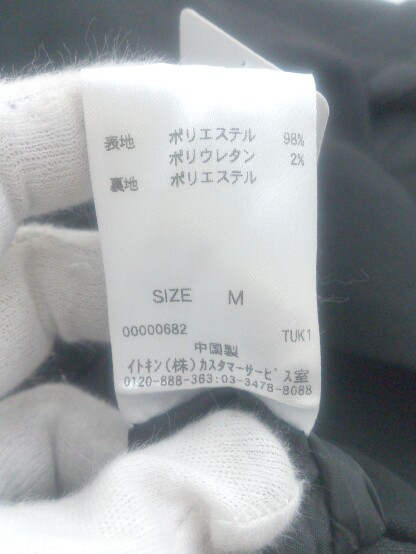 表地 ポリエステル 98%
ポリウレタン 2%
裏地 ポリエステル
SIZE M
00000682 TUK1
中国製
イトキン(株)カスタマーサービス室
0120-888-363:03-3478-8088